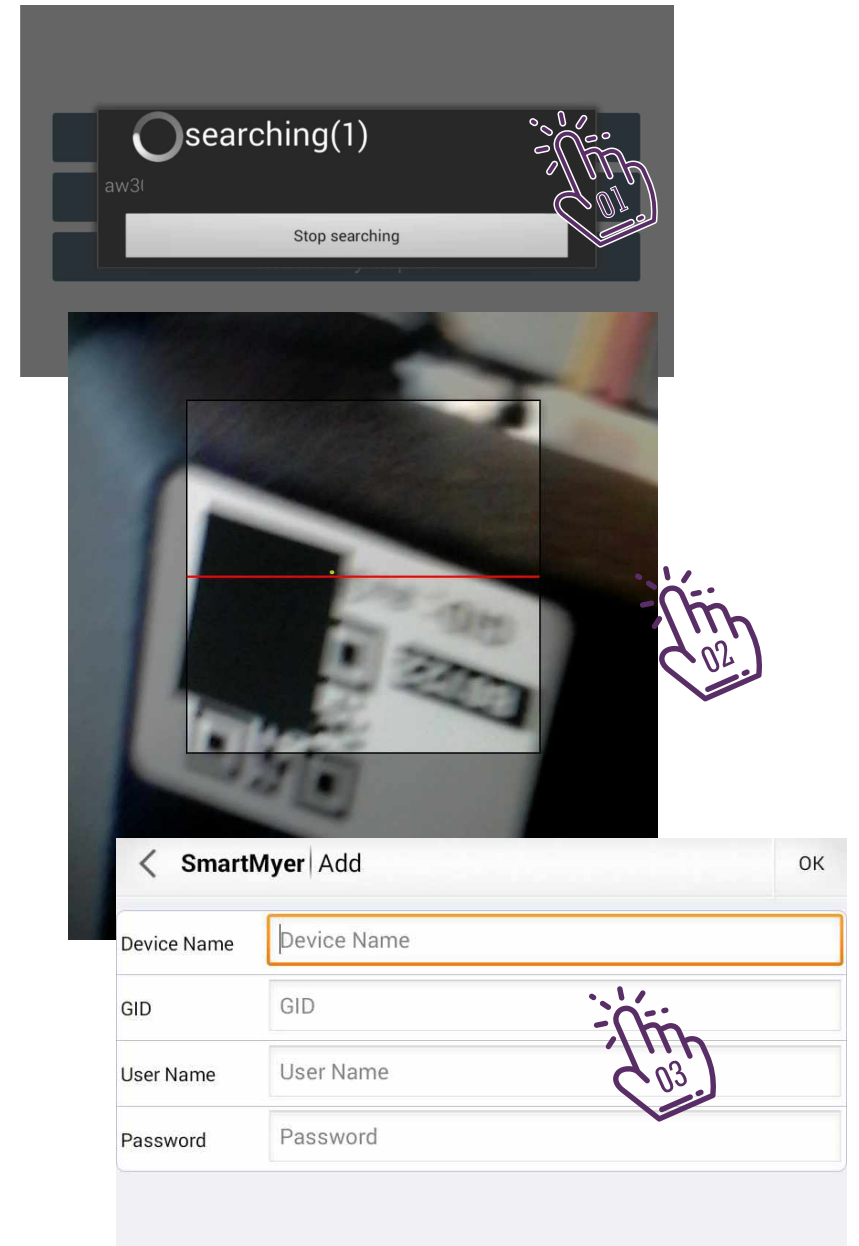 searching(1)
01
Stop searching
02
SmartMyer Add
OK
Device Name Device Name
GID GID
User Name User Name
03
Password Password